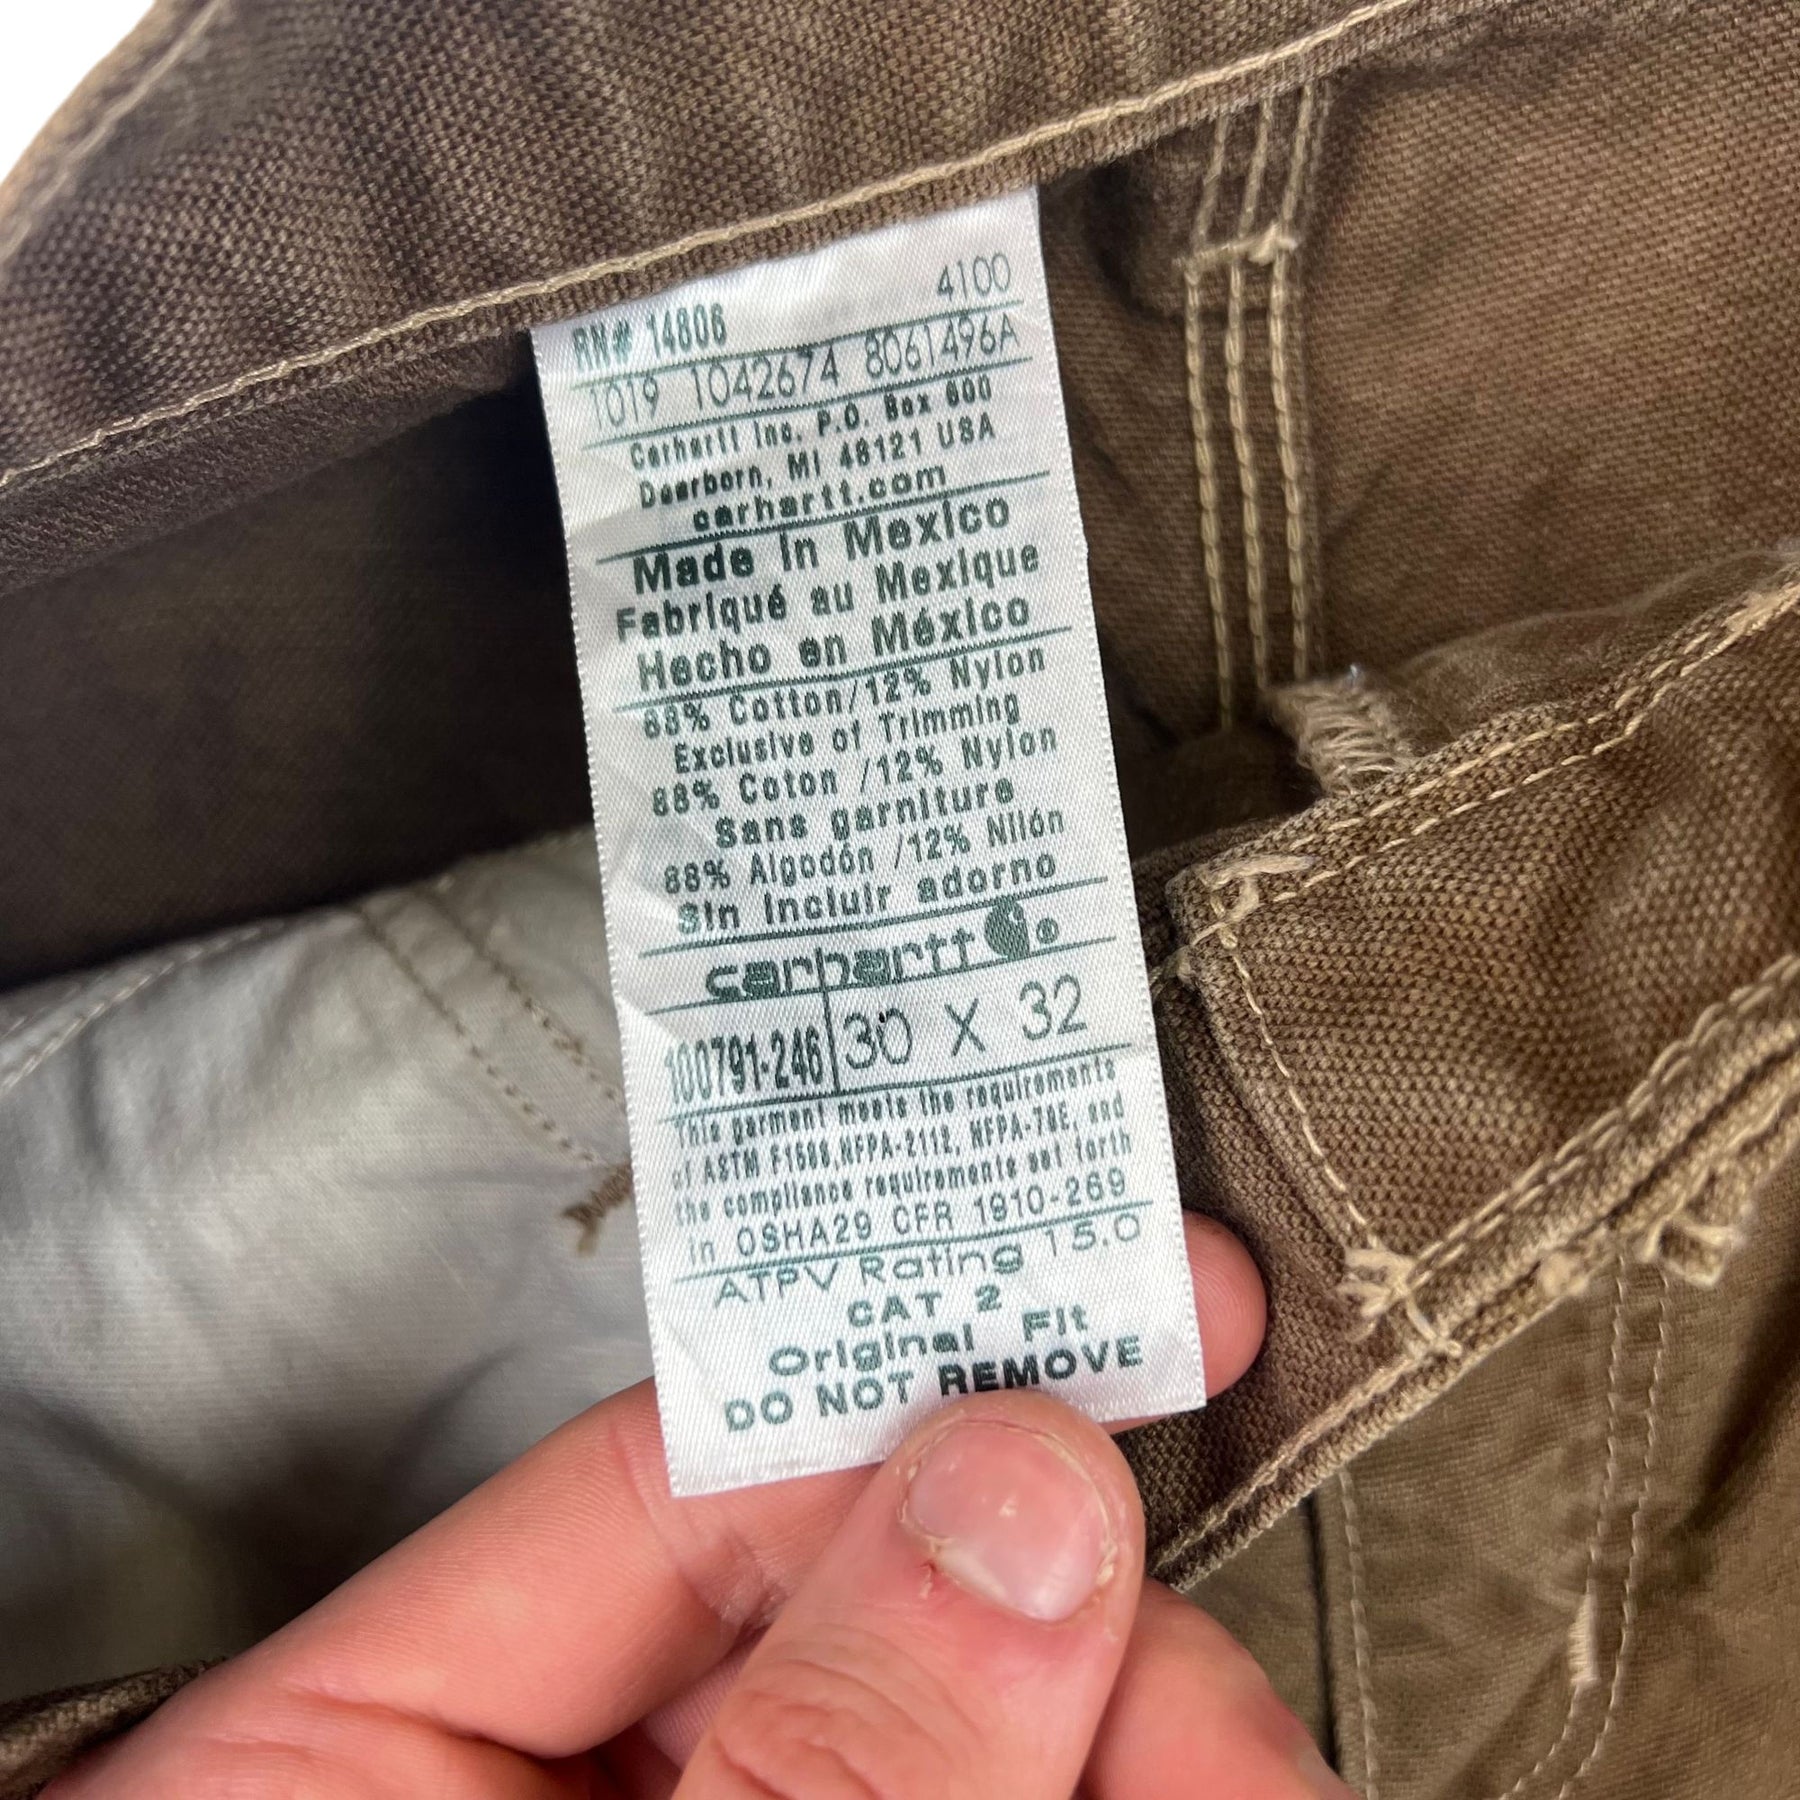 RN# 14806 4100
1019 1042674 8061496A
Carhartt Inc. P.O. Box 600
Dearborn, MI 48121 USA
carhartt.com
Made in Mexico
Fabriqué au Mexique
Hecho en México
88% Cotton/12% Nylon
Exclusive of Trimming
88% Coton /12% Nylon
Sans garniture
88% Algodón /12% Nilón
Sin incluir adorno
carhartt
100791-246 30 X 32
This garment meets the requirements
of ASTM F1506, NFPA-2112, NFPA-70E, and
the compliance requirements set forth
in OSHA29 CFR 1910-269
ATPV Rating 15.0
CAT 2
Original Fit
DO NOT REMOVE